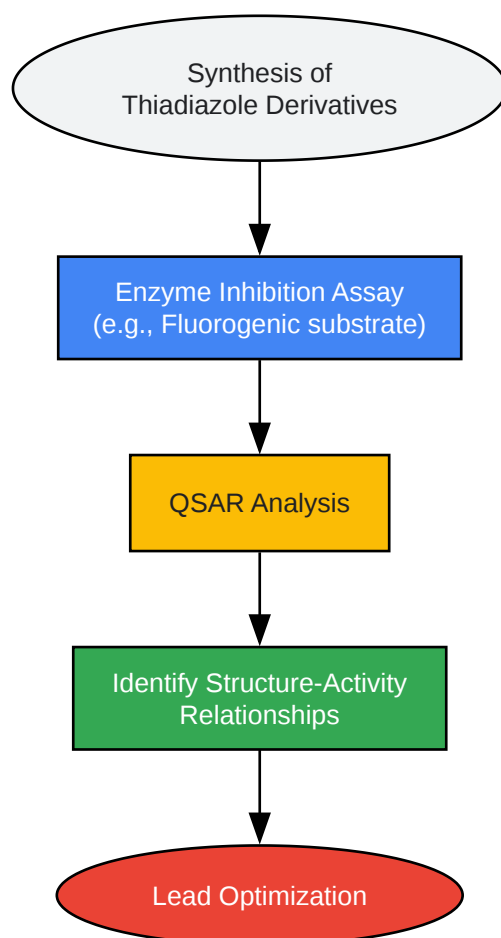 Synthesis of
Thiadiazole Derivatives
Enzyme Inhibition Assay
(e.g., Fluorogenic substrate)
QSAR Analysis
Identify Structure-Activity
Relationships
Lead Optimization